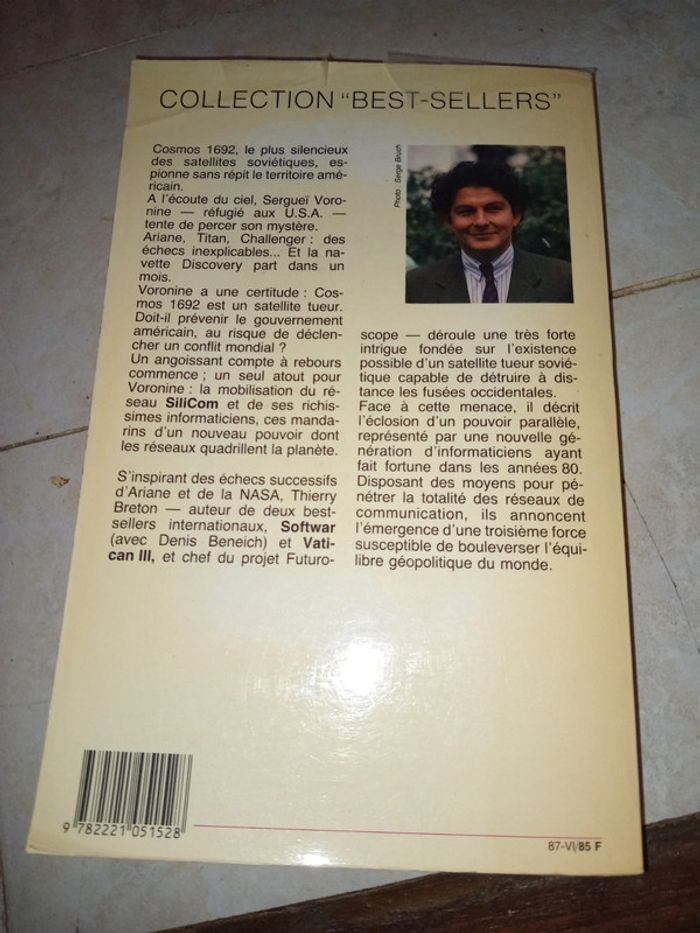 COLLECTION "BEST-SELLERS"
Cosmos 1692, le plus silencieux
des satellites soviétiques, es-
pionne sans répit le territoire amé-
ricain.
A l'écoute du ciel, Sergueï Voro-
nine — réfugié aux U.S.A. —
tente de percer son mystère.
Ariane, Titan, Challenger : des
échecs inexplicables... Et la na-
vette Discovery part dans un
mois.
Voronine a une certitude : Cos-
mos 1692 est un satellite tueur.
Doit-il prévenir le gouvernement
américain, au risque de déclen-
cher un conflit mondial ?
Un angoissant compte à rebours
commence ; un seul atout pour
Voronine : la mobilisation du ré-
seau SiliCom et de ses richis-
simes informaticiens, ces manda-
rins d'un nouveau pouvoir dont
les réseaux quadrillent la planète.
S'inspirant des échecs successifs
d'Ariane et de la NASA, Thierry
Breton — auteur de deux best-
sellers internationaux, Softwar
(avec Denis Beneich) et Vati-
can III, et chef du projet Futuro-
Photo : Serge Bruch
scope — déroule une très forte
intrigue fondée sur l'existence
possible d'un satellite tueur sovié-
tique capable de détruire à dis-
tance les fusées occidentales.
Face à cette menace, il décrit
l'éclosion d'un pouvoir parallèle,
représenté par une nouvelle gé-
nération d'informaticiens ayant
fait fortune dans les années 80.
Disposant des moyens pour pé-
nétrer la totalité des réseaux de
communication, ils annoncent
l'émergence d'une troisième force
susceptible de bouleverser l'équi-
libre géopolitique du monde.
9 782221 051528
87-VI/85 F